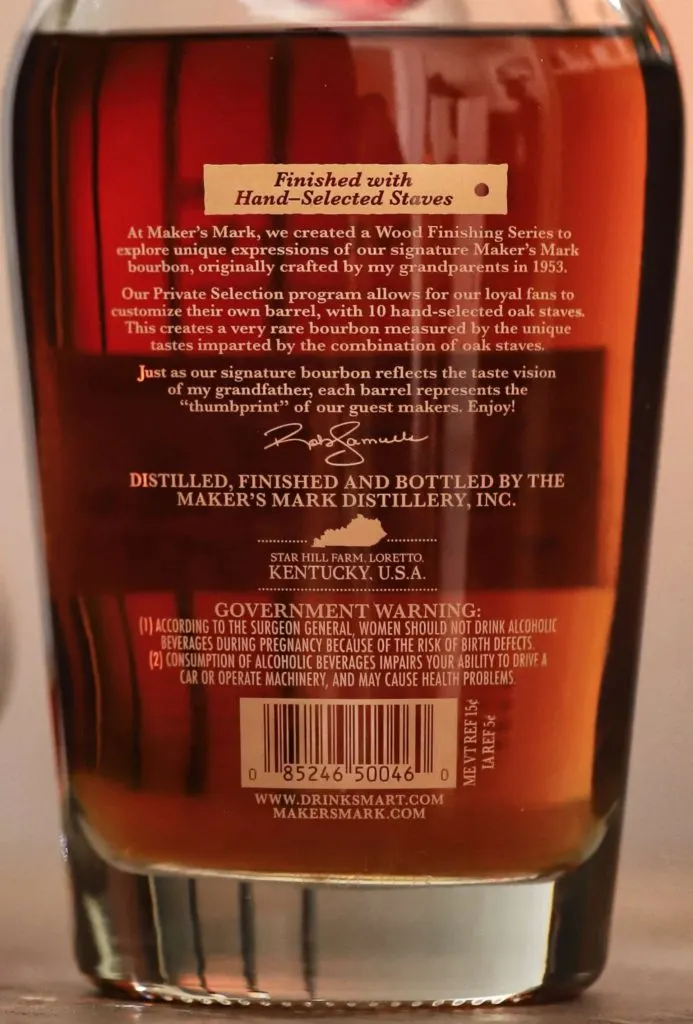 Finished with
Hand–Selected Staves
At Maker's Mark, we created a Wood Finishing Series to
explore unique expressions of our signature Maker's Mark
bourbon, originally crafted by my grandparents in 1953.
Our Private Selection program allows for our loyal fans to
customize their own barrel, with 10 hand-selected oak staves.
This creates a very rare bourbon measured by the unique
tastes imparted by the combination of oak staves.
Just as our signature bourbon reflects the taste vision
of my grandfather, each barrel represents the
“thumbprint” of our guest makers. Enjoy!
Rob Samuels
DISTILLED, FINISHED AND BOTTLED BY THE
MAKER'S MARK DISTILLERY, INC.
STAR HILL FARM, LORETTO,
KENTUCKY, U.S.A.
GOVERNMENT WARNING:
(1) ACCORDING TO THE SURGEON GENERAL, WOMEN SHOULD NOT DRINK ALCOHOLIC
BEVERAGES DURING PREGNANCY BECAUSE OF THE RISK OF BIRTH DEFECTS.
(2) CONSUMPTION OF ALCOHOLIC BEVERAGES IMPAIRS YOUR ABILITY TO DRIVE A
CAR OR OPERATE MACHINERY, AND MAY CAUSE HEALTH PROBLEMS.
0 85246 50046 0
ME VT REF 15¢
IA REF 5¢
WWW.DRINKSMART.COM
MAKERSMARK.COM